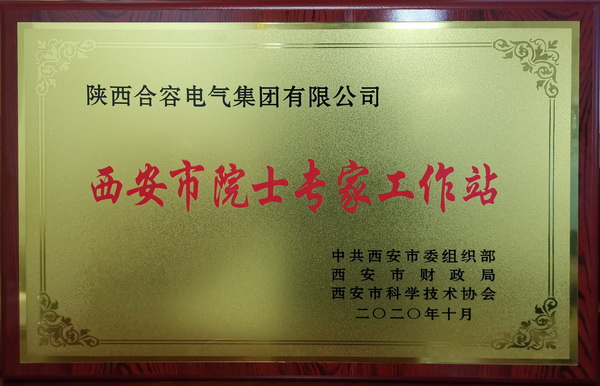 陕西合容电气集团有限公司
西安市院士专家工作站
中共西安市委组织部
西安市财政局
西安市科学技术协会
二〇二〇年十月